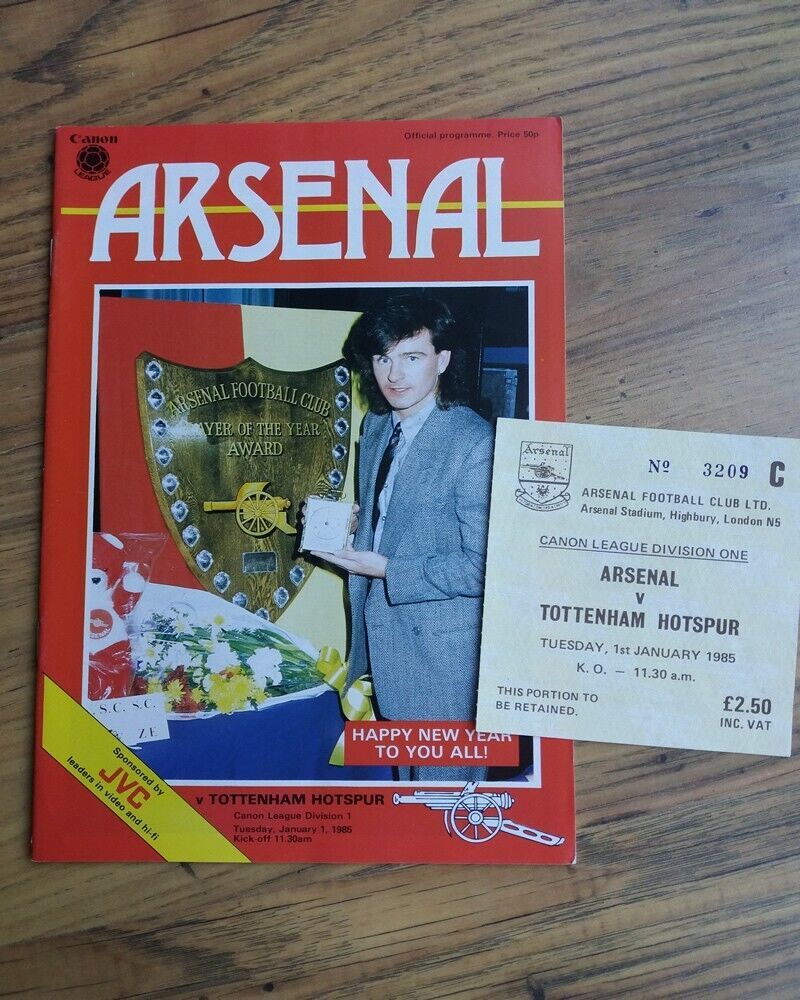 Canon
LEAGUE
Official programme. Price 50p
ARSENAL
ARSENAL FOOTBALL CLUB
PLAYER OF THE YEAR
AWARD
S.C. S.C.
ZE
HAPPY NEW YEAR
TO YOU ALL!
Sponsored by
JVC
leaders in video and hi-fi
v TOTTENHAM HOTSPUR
Canon League Division 1
Tuesday, January 1, 1985
Kick-off 11.30am
Arsenal
Nº 3209 C
ARSENAL FOOTBALL CLUB LTD.
Arsenal Stadium, Highbury, London N5
CANON LEAGUE DIVISION ONE
ARSENAL
v
TOTTENHAM HOTSPUR
TUESDAY, 1st JANUARY 1985
K. O. — 11.30 a.m.
THIS PORTION TO
BE RETAINED.
£2.50
INC. VAT